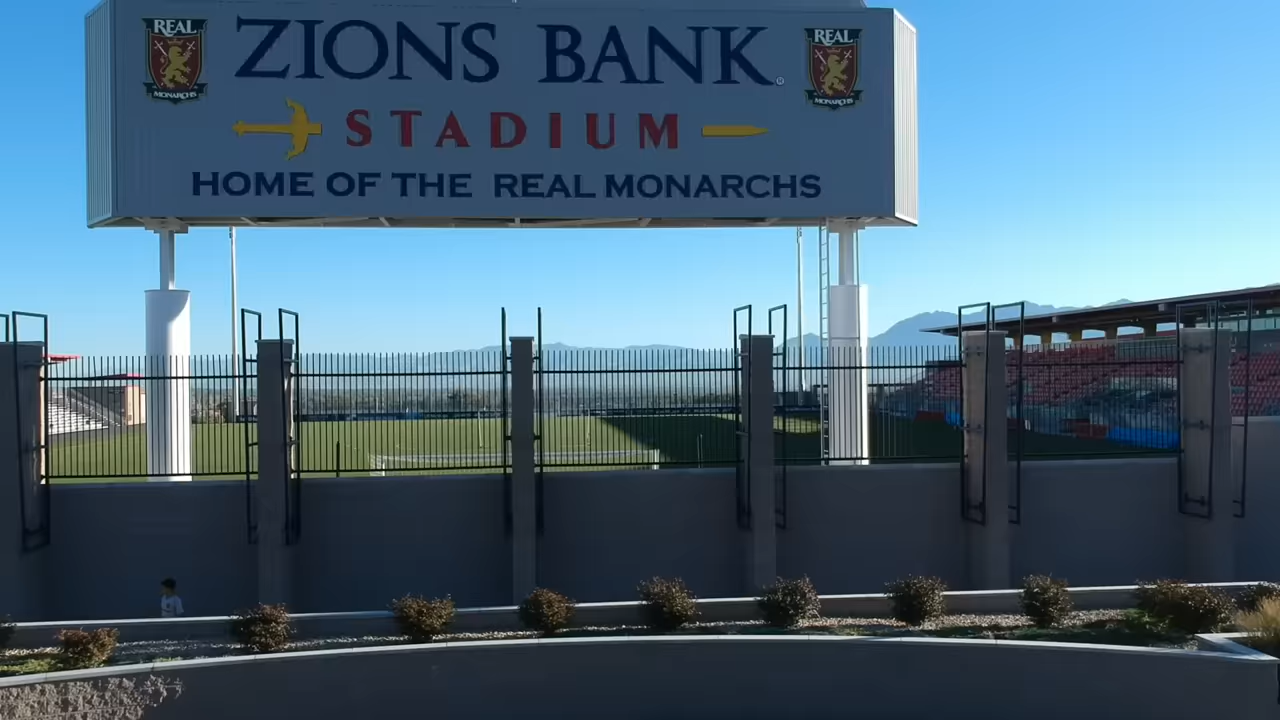 REAL
MONARCHS
ZIONS BANK
STADIUM
HOME OF THE REAL MONARCHS
REAL
MONARCHS